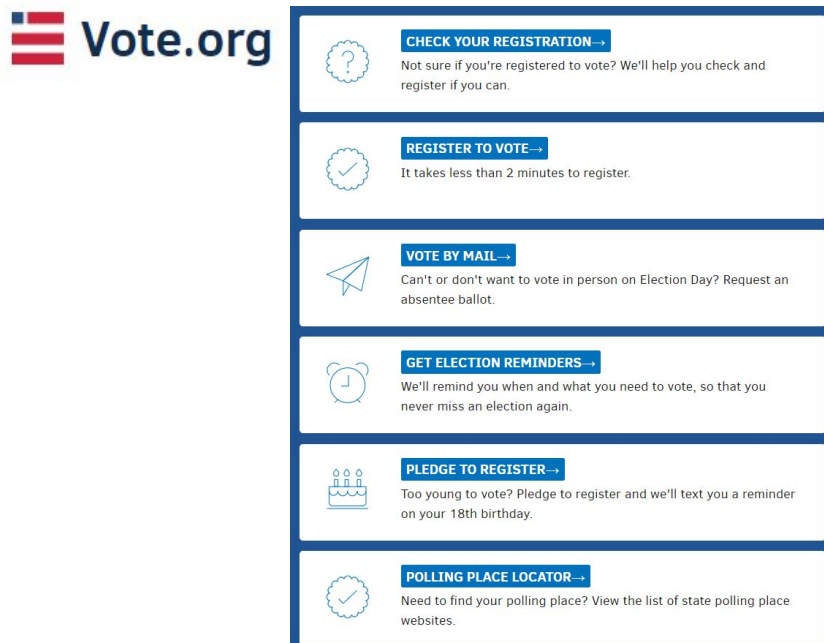 Vote.org
CHECK YOUR REGISTRATION→
Not sure if you're registered to vote? We'll help you check and
register if you can.
REGISTER TO VOTE→
It takes less than 2 minutes to register.
VOTE BY MAIL→
Can't or don't want to vote in person on Election Day? Request an
absentee ballot.
GET ELECTION REMINDERS→
We'll remind you when and what you need to vote, so that you
never miss an election again.
PLEDGE TO REGISTER→
Too young to vote? Pledge to register and we'll text you a reminder
on your 18th birthday.
POLLING PLACE LOCATOR→
Need to find your polling place? View the list of state polling place
websites.